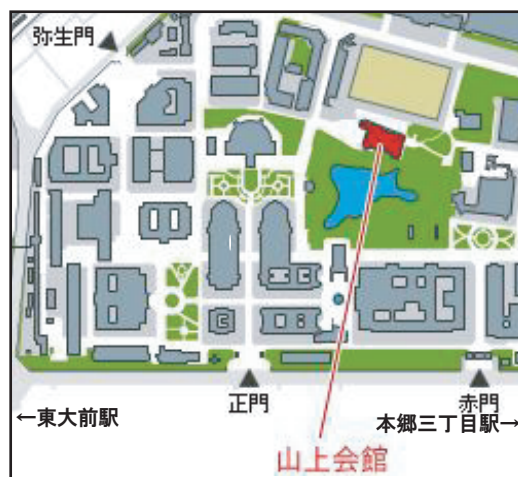 弥生門
正門
赤門
←東大前駅
本郷三丁目駅→
山上会館